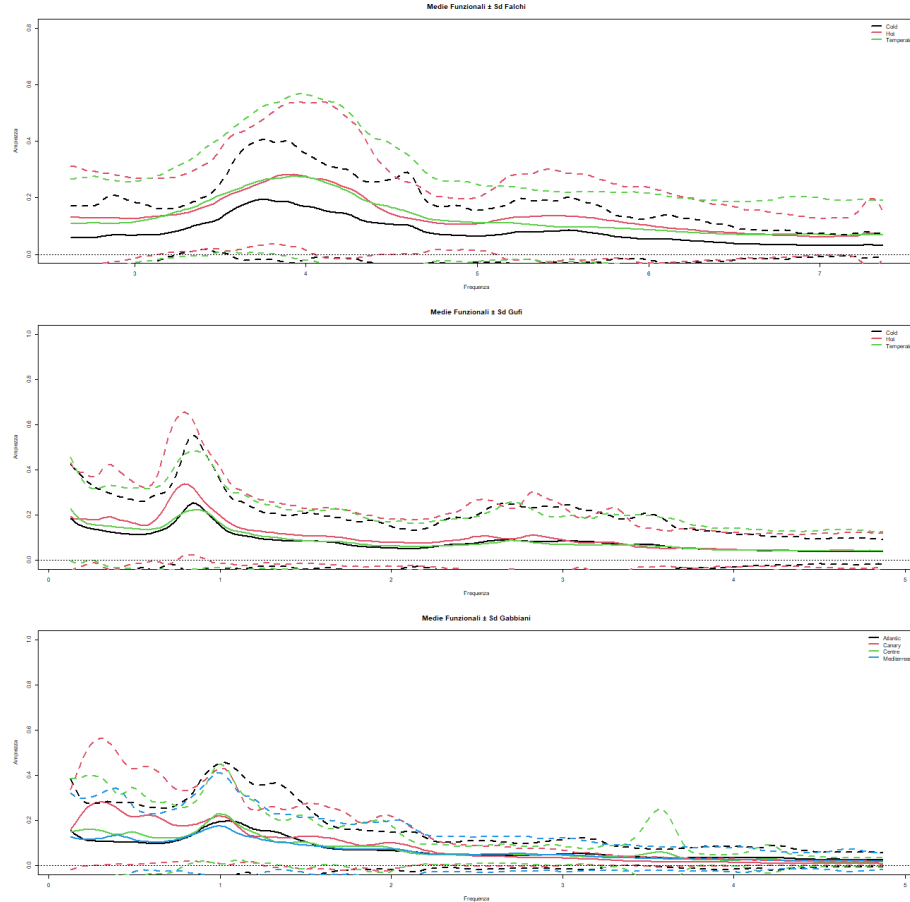 Medie Funzionali ± Sd Falchi
Ampiezza
0.0
0.2
0.4
0.6
0.8
Cold
Hot
Temperat
3
4
5
6
7
Frequenza
Medie Funzionali ± Sd Gufi
Ampiezza
0.0
0.2
0.4
0.6
0.8
1.0
Cold
Hot
Temperat
0
1
2
3
4
5
Frequenza
Medie Funzionali ± Sd Gabbiani
Ampiezza
0.0
0.2
0.4
0.6
0.8
1.0
Atlantic
Canary
Centre
Mediterrane
0
1
2
3
4
5
Frequenza